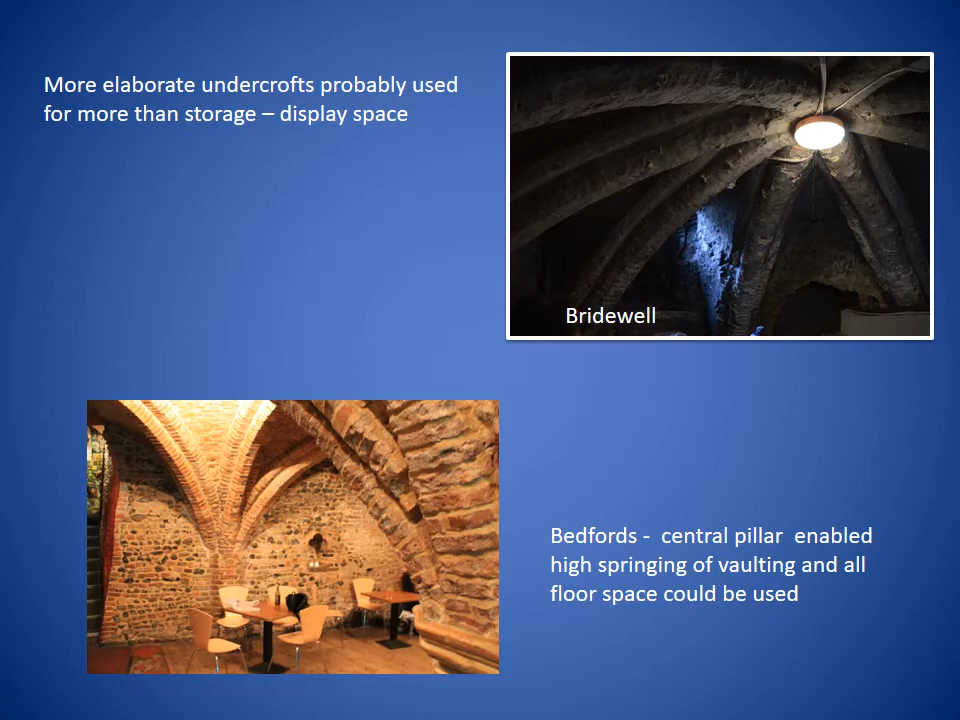 More elaborate undercrofts probably used
for more than storage – display space
Bridewell
Bedfords -  central pillar  enabled
high springing of vaulting and all
floor space could be used